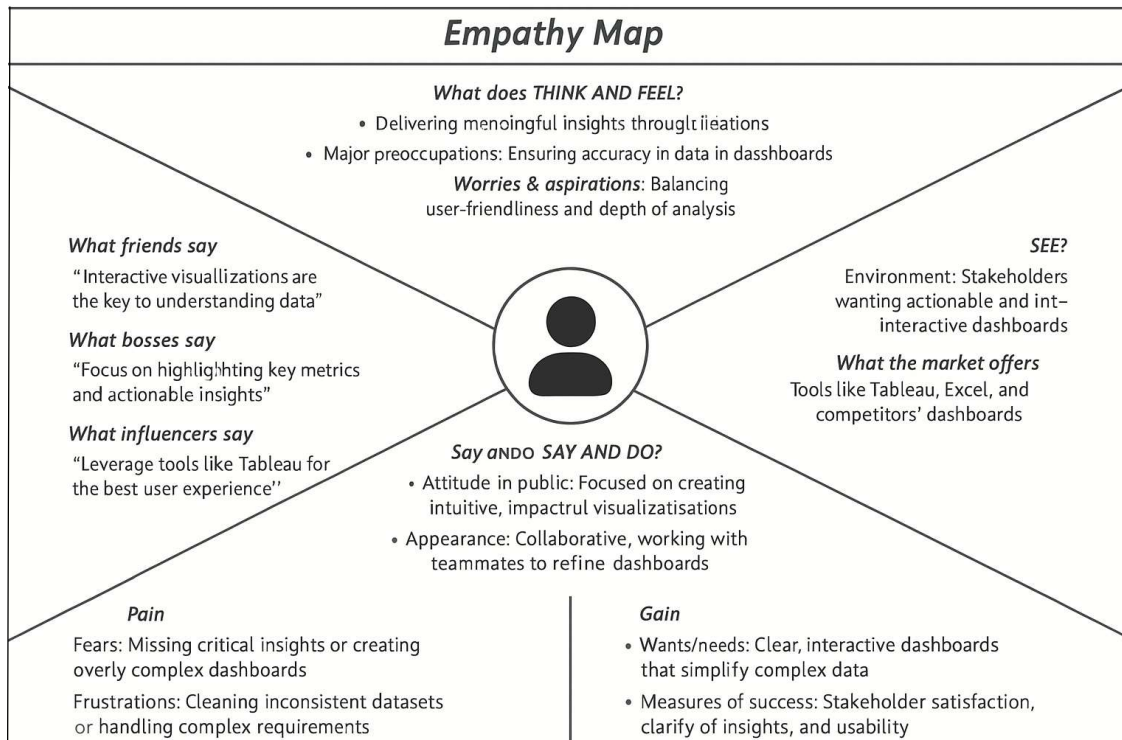 Empathy Map
What does THINK AND FEEL?
• Delivering menoingful insights through
• Major preoccupations: Ensuring accuracy in data in dasshboards
Worries & aspirations: Balancing
user-friendliness and depth of analysis
What friends say
“Interactive visuallizations are
the key to understanding data”
What bosses say
“Focus on highlighting key metrics
and actionable insights”
What influencers say
“Leverage tools like Tableau for
the best user experience’’
SEE?
Environment: Stakeholders
wanting actionable and int–
interactive dashboards
What the market offers
Tools like Tableau, Excel, and
competitors’ dashboards
Say aNDO SAY AND DO?
• Attitude in public: Focused on creating
intuitive, impactrul visualizatisations
• Appearance: Collaborative, working with
teammates to refine dashboards
Pain
Fears: Missing critical insights or creating
overly complex dashboards
Frustrations: Cleaning inconsistent datasets
or handling complex requirements
Gain
• Wants/needs: Clear, interactive dashboards
that simplify complex data
• Measures of success: Stakeholder satisfaction,
clarify of insights, and usability